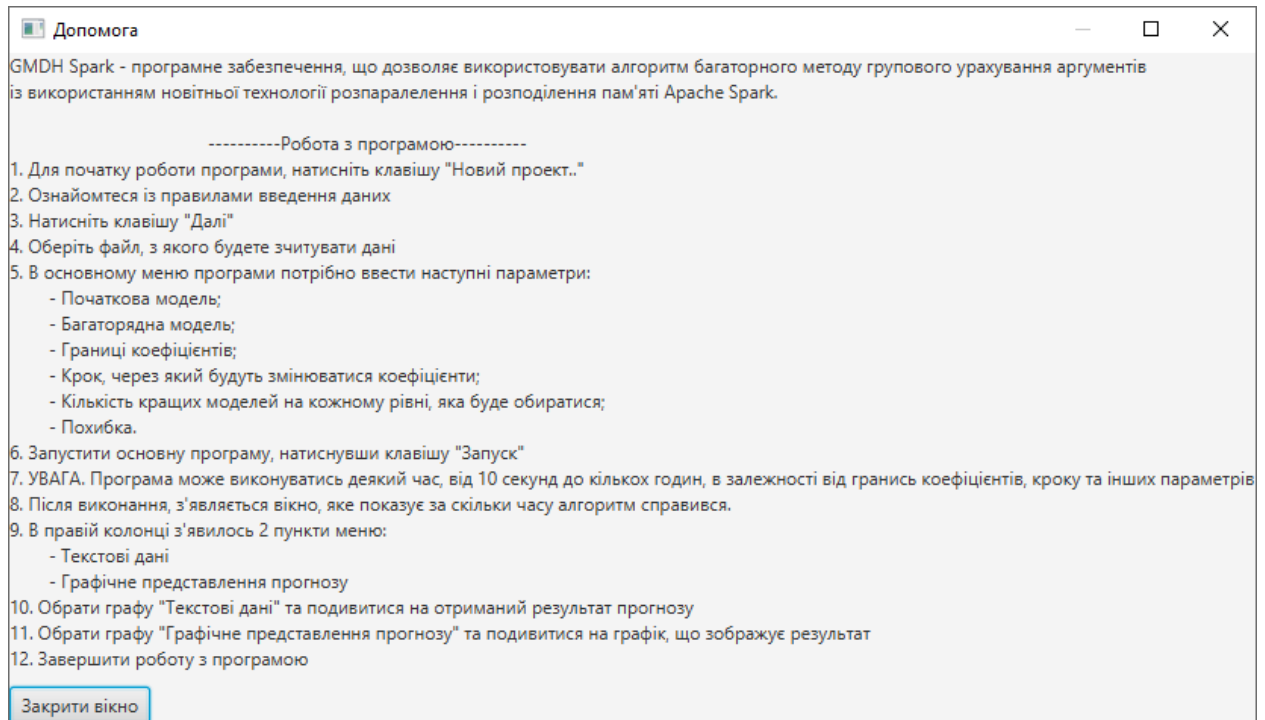 Допомога
GMDH Spark - програмне забезпечення, що дозволяє використовувати алгоритм багаторного методу групового урахування аргументів
із використанням новітньої технології розпаралелення і розподілення пам'яті Apache Spark.
----------Робота з програмою----------
1. Для початку роботи програми, натисніть клавішу "Новий проект.."
2. Ознайомтеся із правилами введення даних
3. Натисніть клавішу "Далі"
4. Оберіть файл, з якого будете зчитувати дані
5. В основному меню програми потрібно ввести наступні параметри:
- Початкова модель;
- Багаторядна модель;
- Границі коефіцієнтів;
- Крок, через який будуть змінюватися коефіцієнти;
- Кількість кращих моделей на кожному рівні, яка буде обиратися;
- Похибка.
6. Запустити основну програму, натиснувши клавішу "Запуск"
7. УВАГА. Програма може виконуватись деякий час, від 10 секунд до кількох годин, в залежності від грансь коефіцієнтів, кроку та інших параметрів
8. Після виконання, з'являється вікно, яке показує за скільки часу алгоритм справився.
9. В правій колонці з'явилось 2 пункти меню:
- Текстові дані
- Графічне представлення прогнозу
10. Обрати графу "Текстові дані" та подивитися на отриманий результат прогнозу
11. Обрати графу "Графічне представлення прогнозу" та подивитися на графік, що зображує результат
12. Завершити роботу з програмою
Закрити вікно